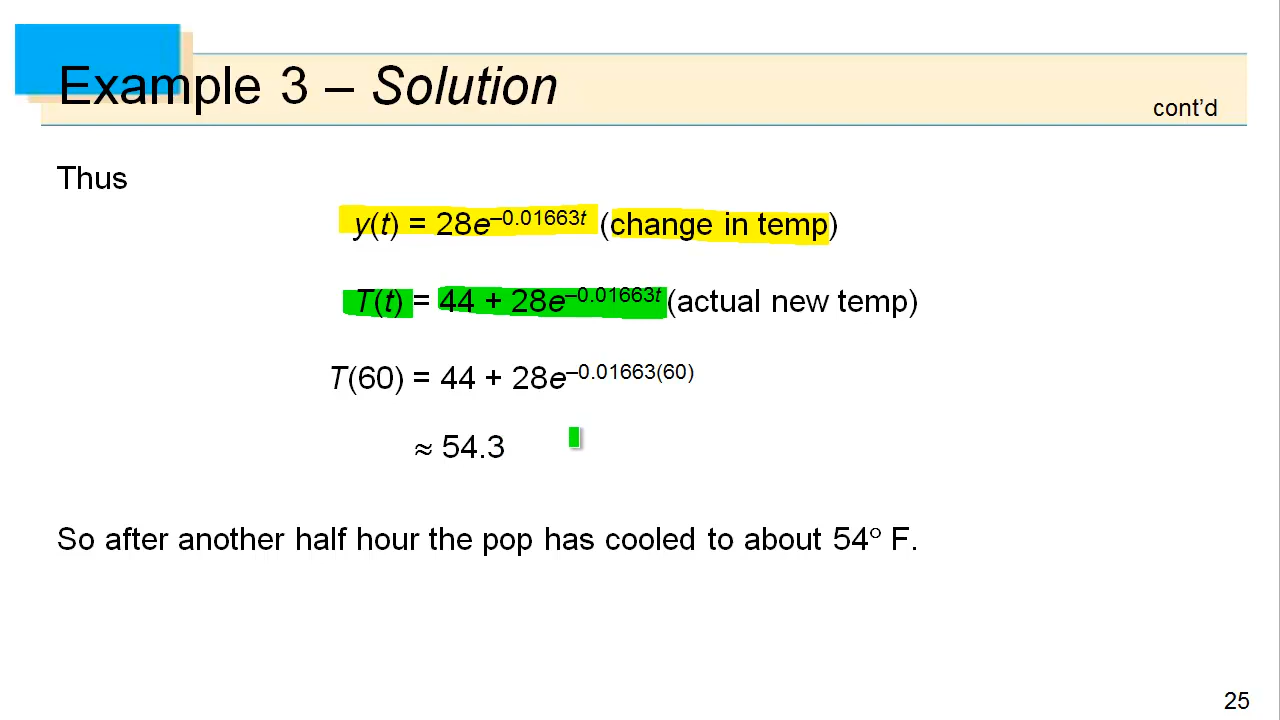 Example 3 – Solution
cont'd
Thus
y(t) = 28e^–0.01663t (change in temp)
T(t) = 44 + 28e^–0.01663t (actual new temp)
T(60) = 44 + 28e^–0.01663(60)
≈ 54.3
So after another half hour the pop has cooled to about 54° F.
25